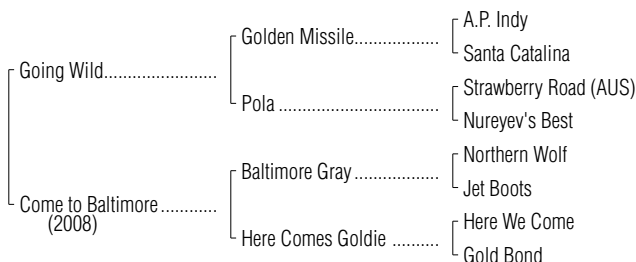 A.P. Indy
Golden Missile..................
Santa Catalina
Going Wild........................
Strawberry Road (AUS)
Pola ..................................
Nureyev's Best
Northern Wolf
Baltimore Gray ..................
Jet Boots
Come to Baltimore ............
(2008)
Here We Come
Here Comes Goldie ..........
Gold Bond